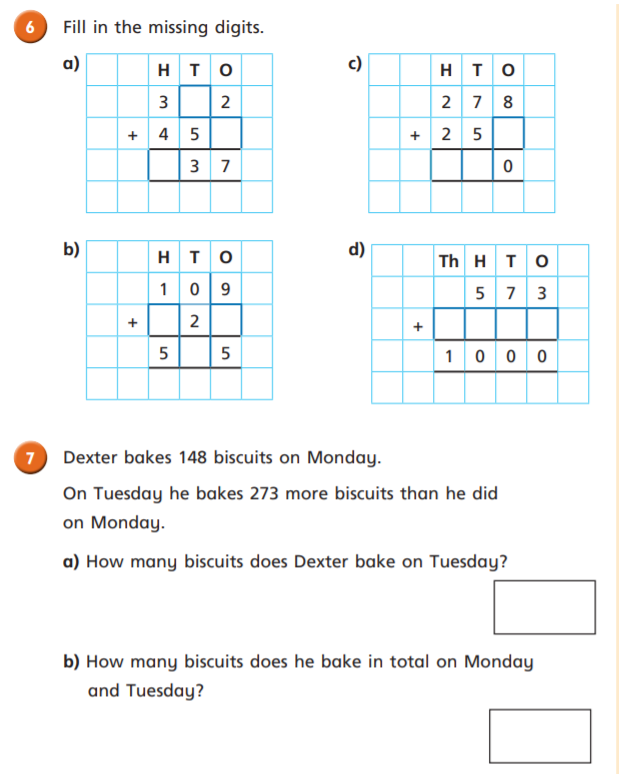 6 Fill in the missing digits.
a)
H T O
3 2
+ 4 5
3 7
c)
H T O
2 7 8
+ 2 5
0
b)
H T O
1 0 9
+ 2
5 5
d)
Th H T O
5 7 3
+
1 0 0 0
7 Dexter bakes 148 biscuits on Monday.
On Tuesday he bakes 273 more biscuits than he did
on Monday.
a) How many biscuits does Dexter bake on Tuesday?
b) How many biscuits does he bake in total on Monday
and Tuesday?